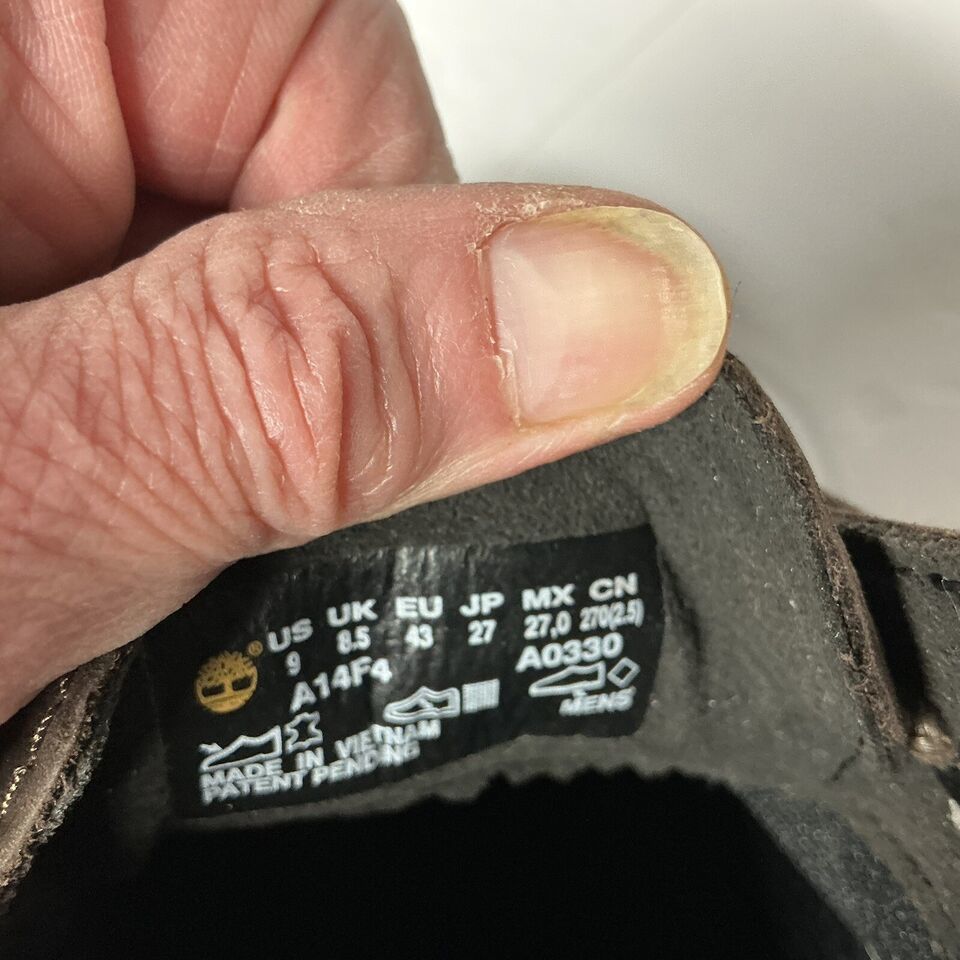 US UK EU JP MX CN
9 8.5 43 27 27,0 270(2.5)
A14F4 A0330
MENS
MADE IN VIETNAM
PATENT PENDING
®